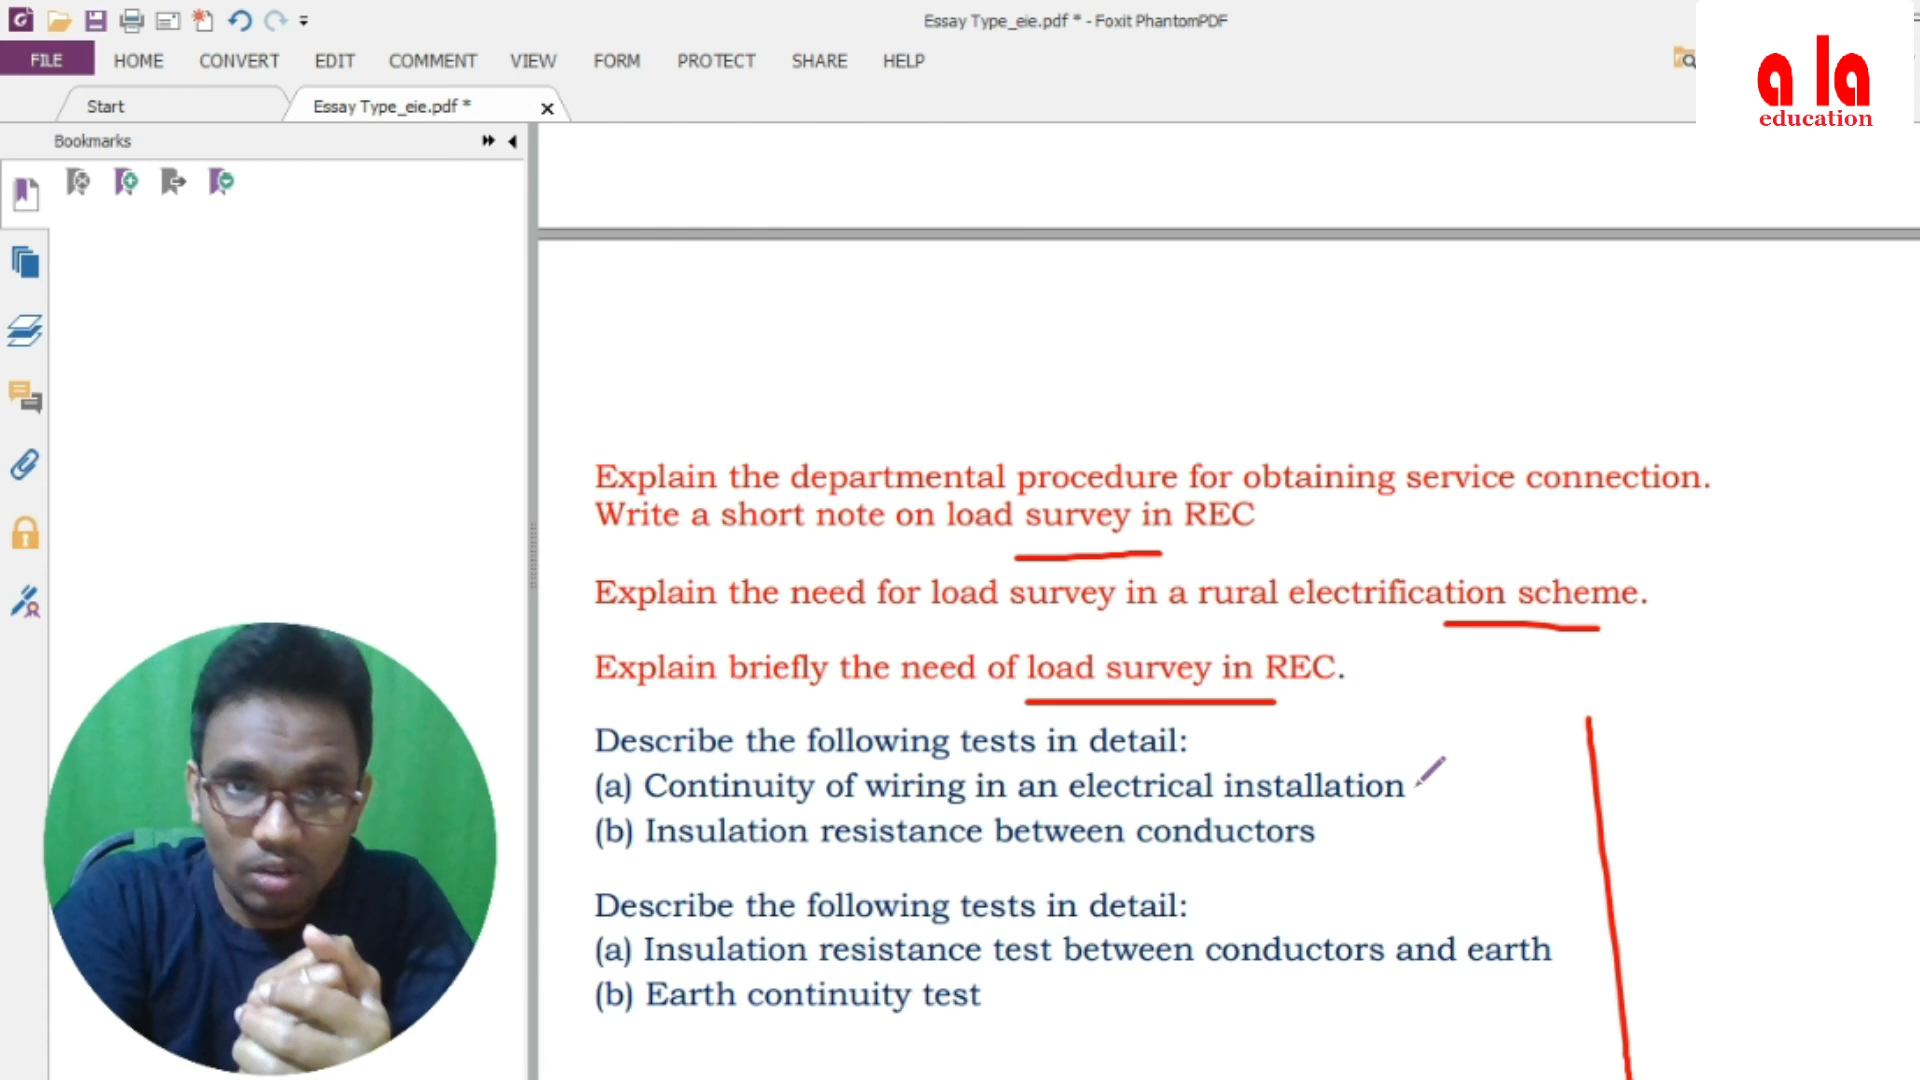 Essay Type_eie.pdf * - Foxit PhantomPDF
FILE HOME CONVERT EDIT COMMENT VIEW FORM PROTECT SHARE HELP
a la
education
Start Essay Type_eie.pdf *
Bookmarks
Explain the departmental procedure for obtaining service connection.
Write a short note on load survey in REC
Explain the need for load survey in a rural electrification scheme.
Explain briefly the need of load survey in REC.
Describe the following tests in detail:
(a) Continuity of wiring in an electrical installation
(b) Insulation resistance between conductors
Describe the following tests in detail:
(a) Insulation resistance test between conductors and earth
(b) Earth continuity test